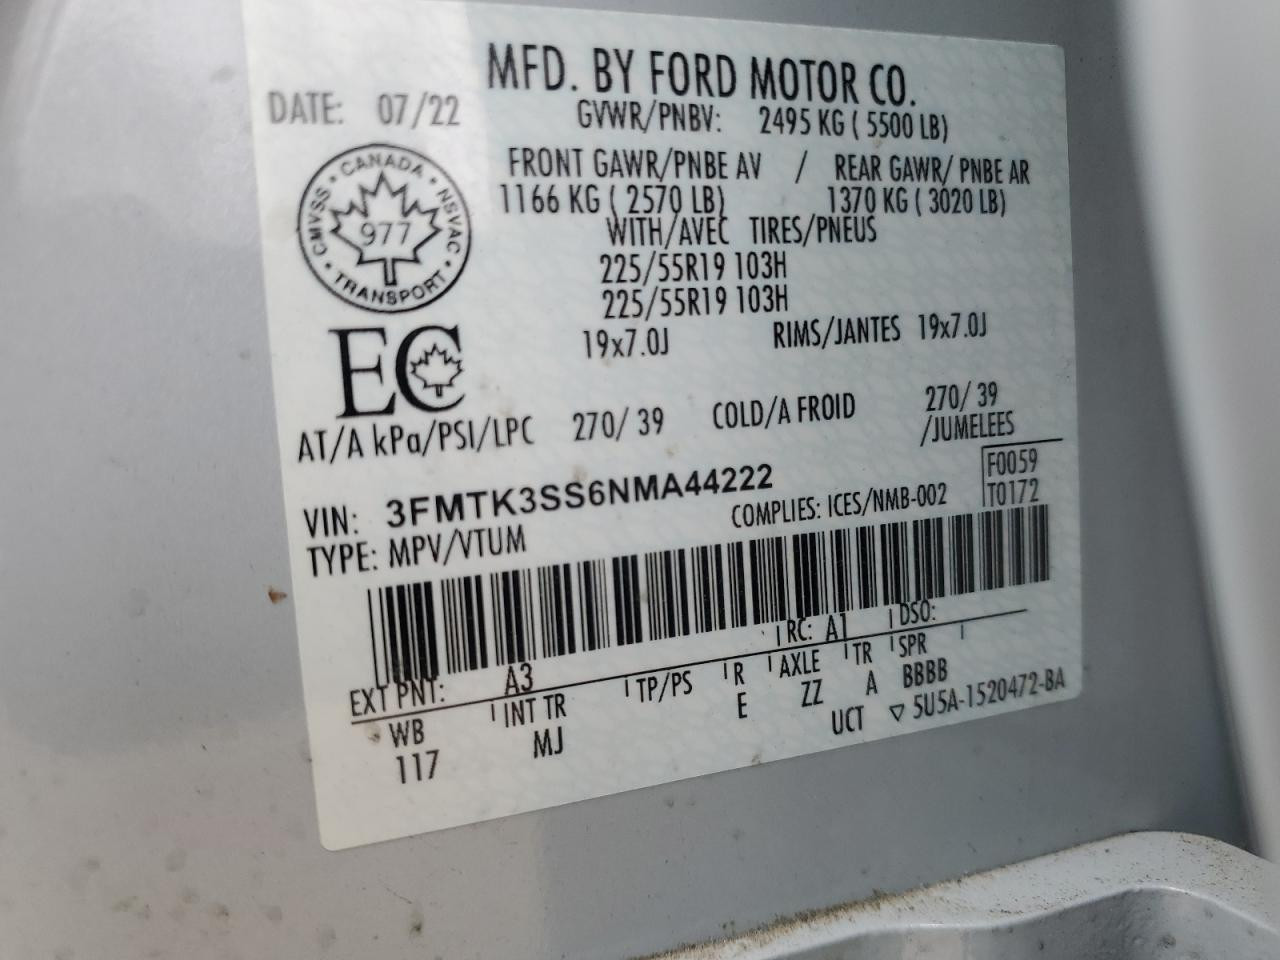 MFD. BY FORD MOTOR CO.
DATE: 07/22 GVWR/PNBV: 2495 KG ( 5500 LB)
FRONT GAWR/PNBE AV / REAR GAWR/ PNBE AR
1166 KG ( 2570 LB) 1370 KG ( 3020 LB)
CANADA · NSVAC · TRANSPORT · CMVSS
977
WITH/AVEC TIRES/PNEUS
225/55R19 103H
225/55R19 103H
19x7.0J RIMS/JANTES 19x7.0J
EC
AT/A kPa/PSI/LPC 270/ 39 COLD/A FROID 270/ 39
/JUMELEES
VIN: 3FMTK3SS6NMA44222 F0059
TYPE: MPV/VTUM COMPLIES: ICES/NMB-002 T0172
EXT PNT: A3 RC: A1 DSO:
WB INT TR TP/PS R AXLE TR SPR
117 MJ E ZZ A BBBB
UCT ▽ 5U5A-1520472-BA